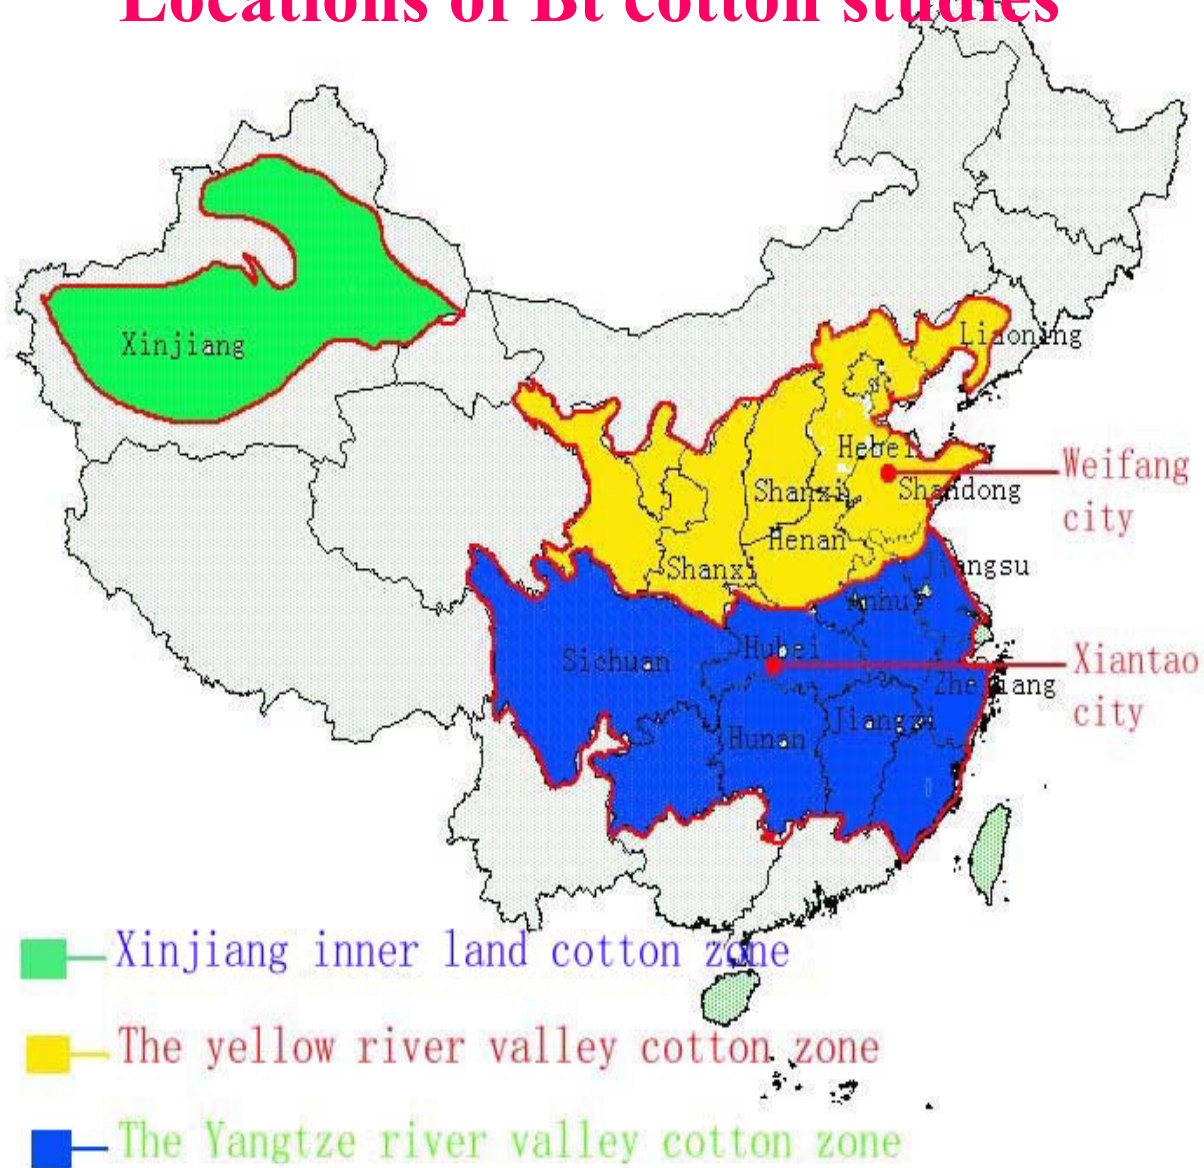 Locations of Bt cotton studies
Xinjiang
Liaoning
Hebei
Weifang
city
Shanxi
Shandong
Henan
Shanxi
Jiangsu
Anhui
Hubei
Sichuan
Xiantao
city
Zhejiang
Jiangxi
Hunan
Xinjiang inner land cotton zone
The yellow river valley cotton zone
The Yangtze river valley cotton zone